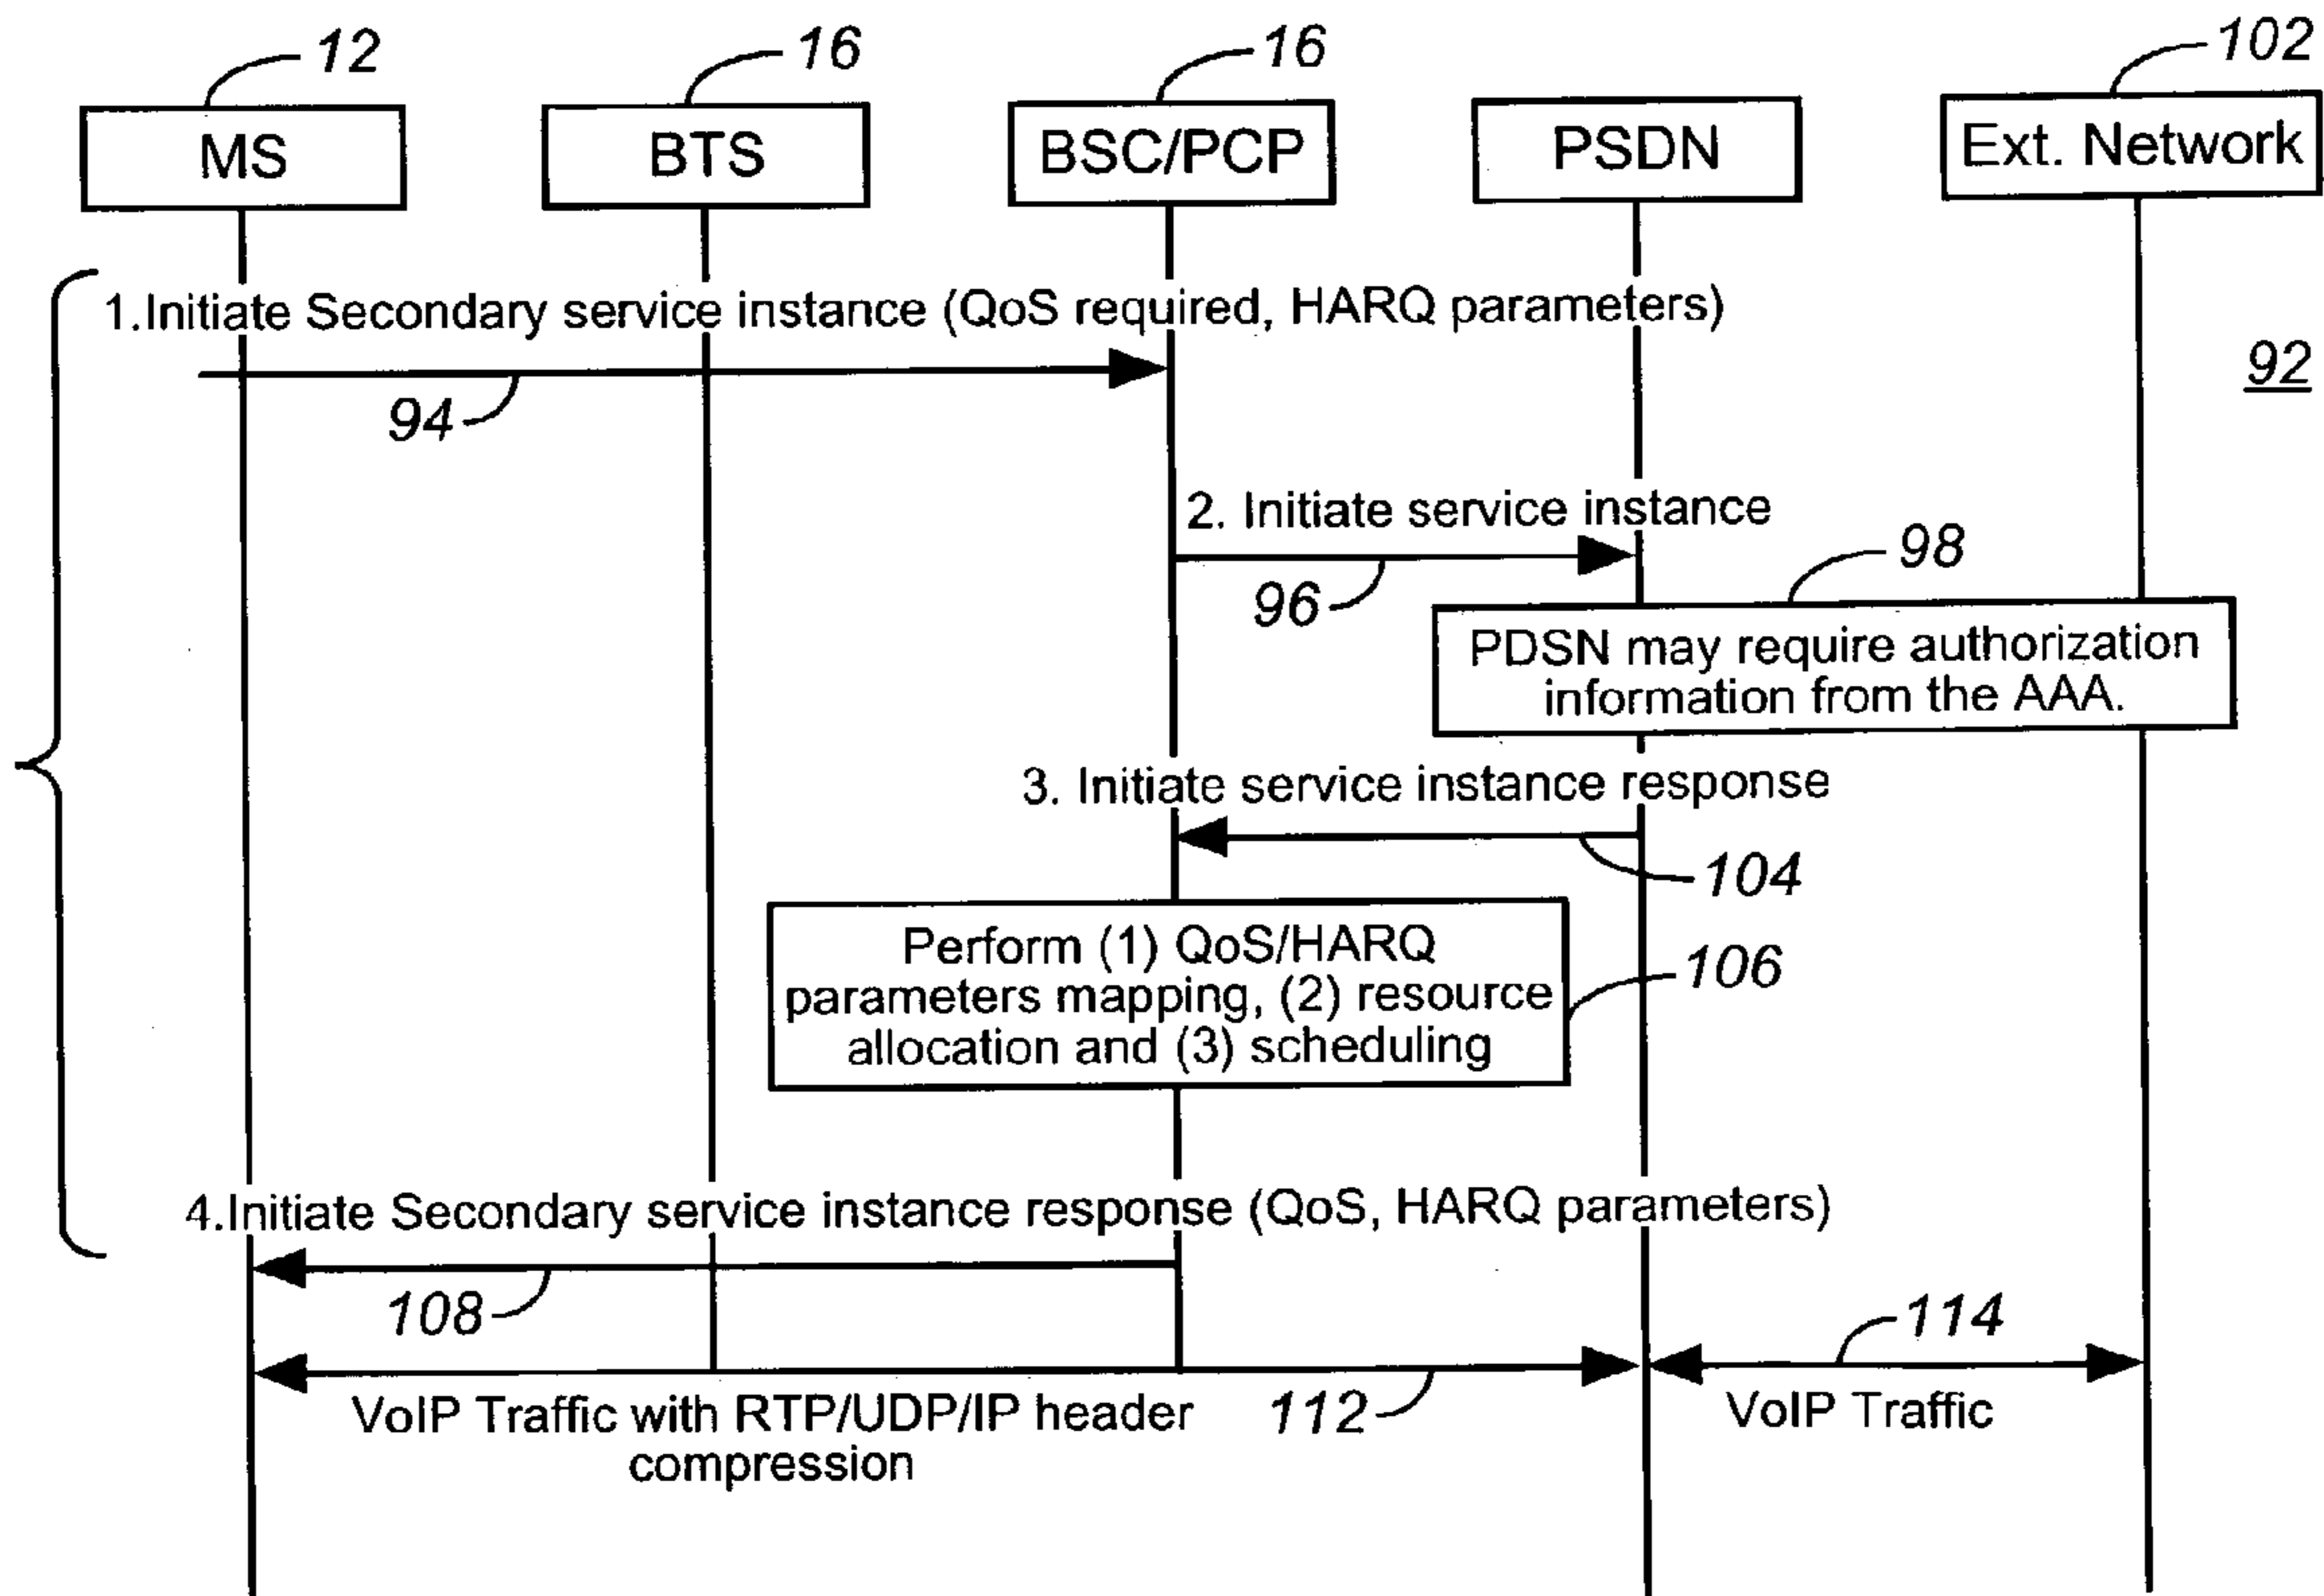 12
16
16
102
MS
BTS
BSC/PCP
PSDN
Ext. Network
1.Initiate Secondary service instance (QoS required, HARQ parameters)
92
94
2. Initiate service instance
98
96
PDSN may require authorization
information from the AAA.
3. Initiate service instance response
104
Perform (1) QoS/HARQ
parameters mapping, (2) resource
allocation and (3) scheduling
106
4.Initiate Secondary service instance response (QoS, HARQ parameters)
108
114
VoIP Traffic with RTP/UDP/IP header
compression
112
VoIP Traffic